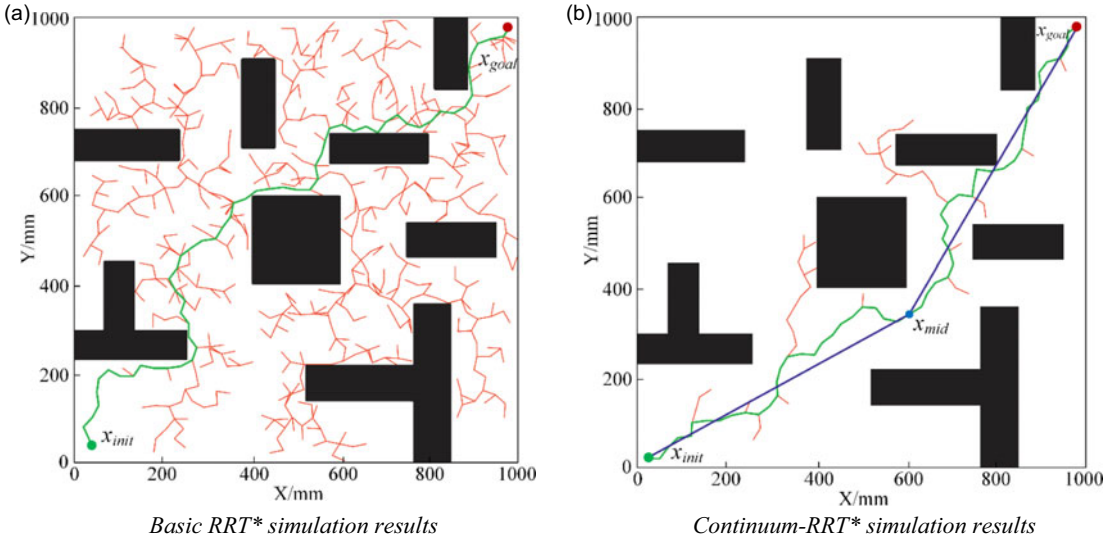 (a)
1000
800
600
400
200
0
Y/mm
0
200
400
600
800
1000
X/mm
x_goal
x_init
Basic RRT* simulation results
(b)
1000
800
600
400
200
0
Y/mm
0
200
400
600
800
1000
X/mm
x_goal
x_mid
x_init
Continuum-RRT* simulation results